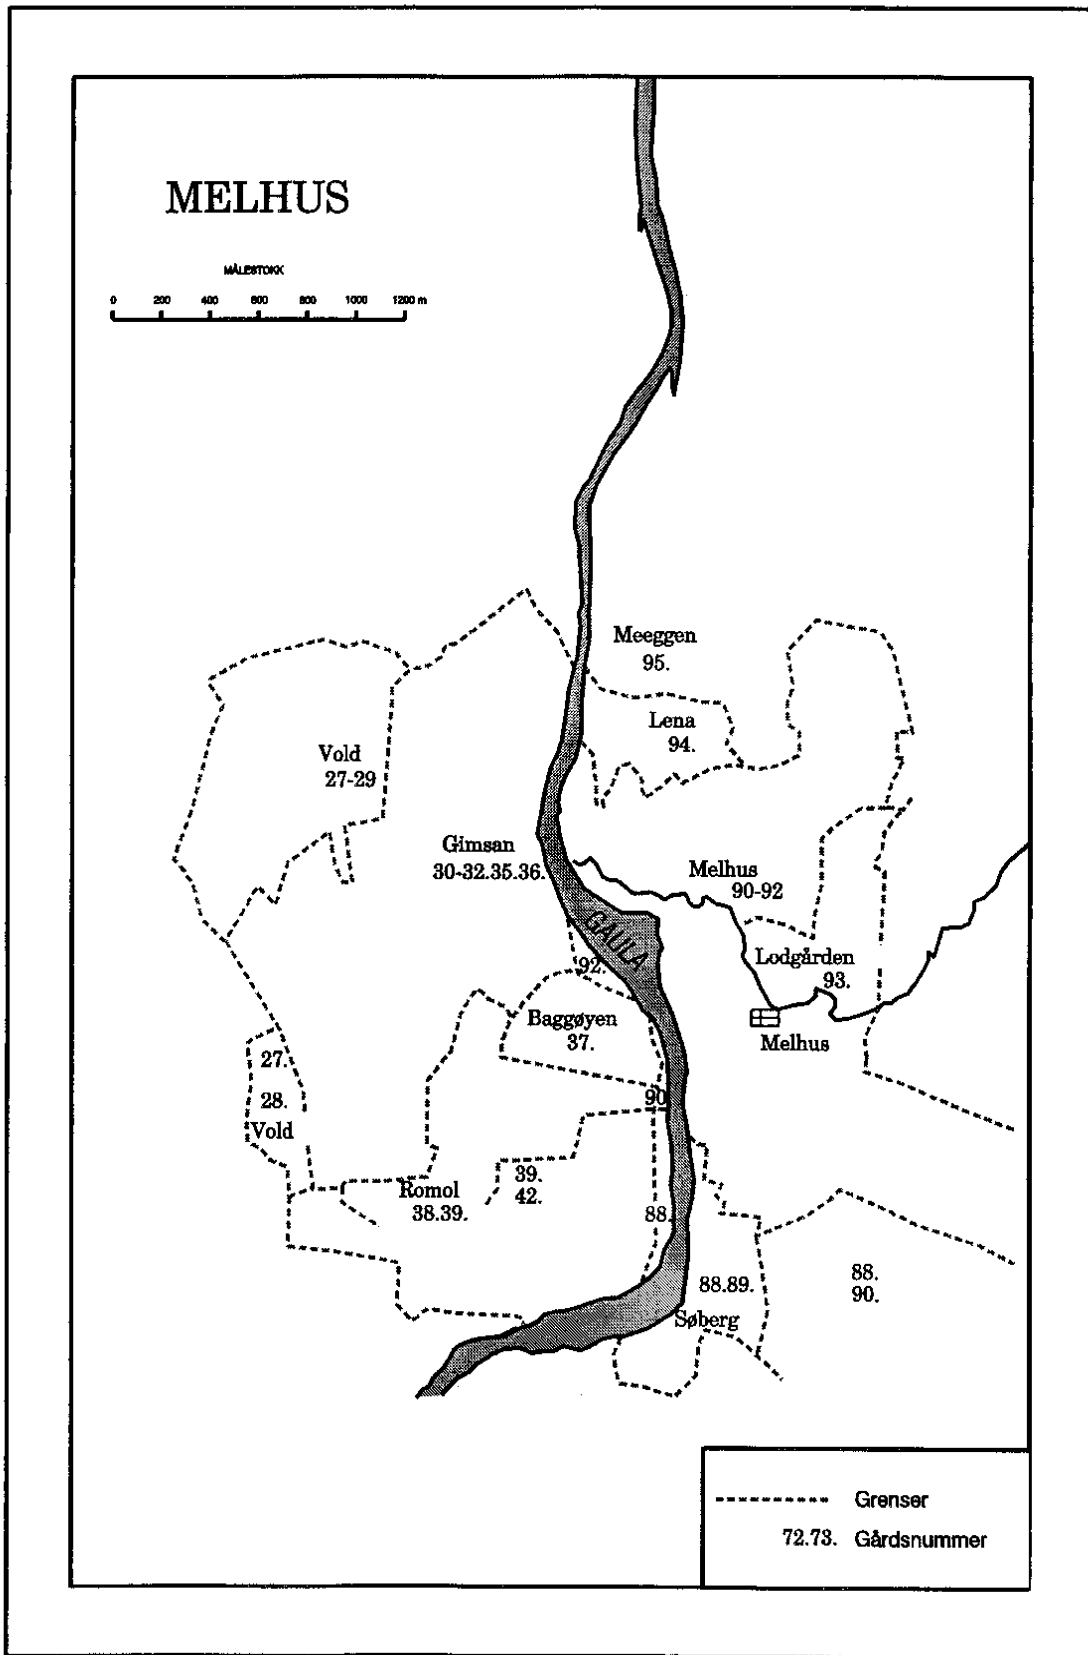 MELHUS
MÅLESTOKK
0 200 400 600 800 1000 1200 m
Meeggen
95.
Lena
94.
Vold
27-29
Gimsan
30-32.35.36.
Melhus
90-92
GAULA
Lodgården
93.
92.
Baggøyen
37.
Melhus
27.
28.
Vold
90
Romol
38.39.
39.
42.
88.
88.89.
Søberg
88.
90.
Grenser
72.73. Gårdsnummer